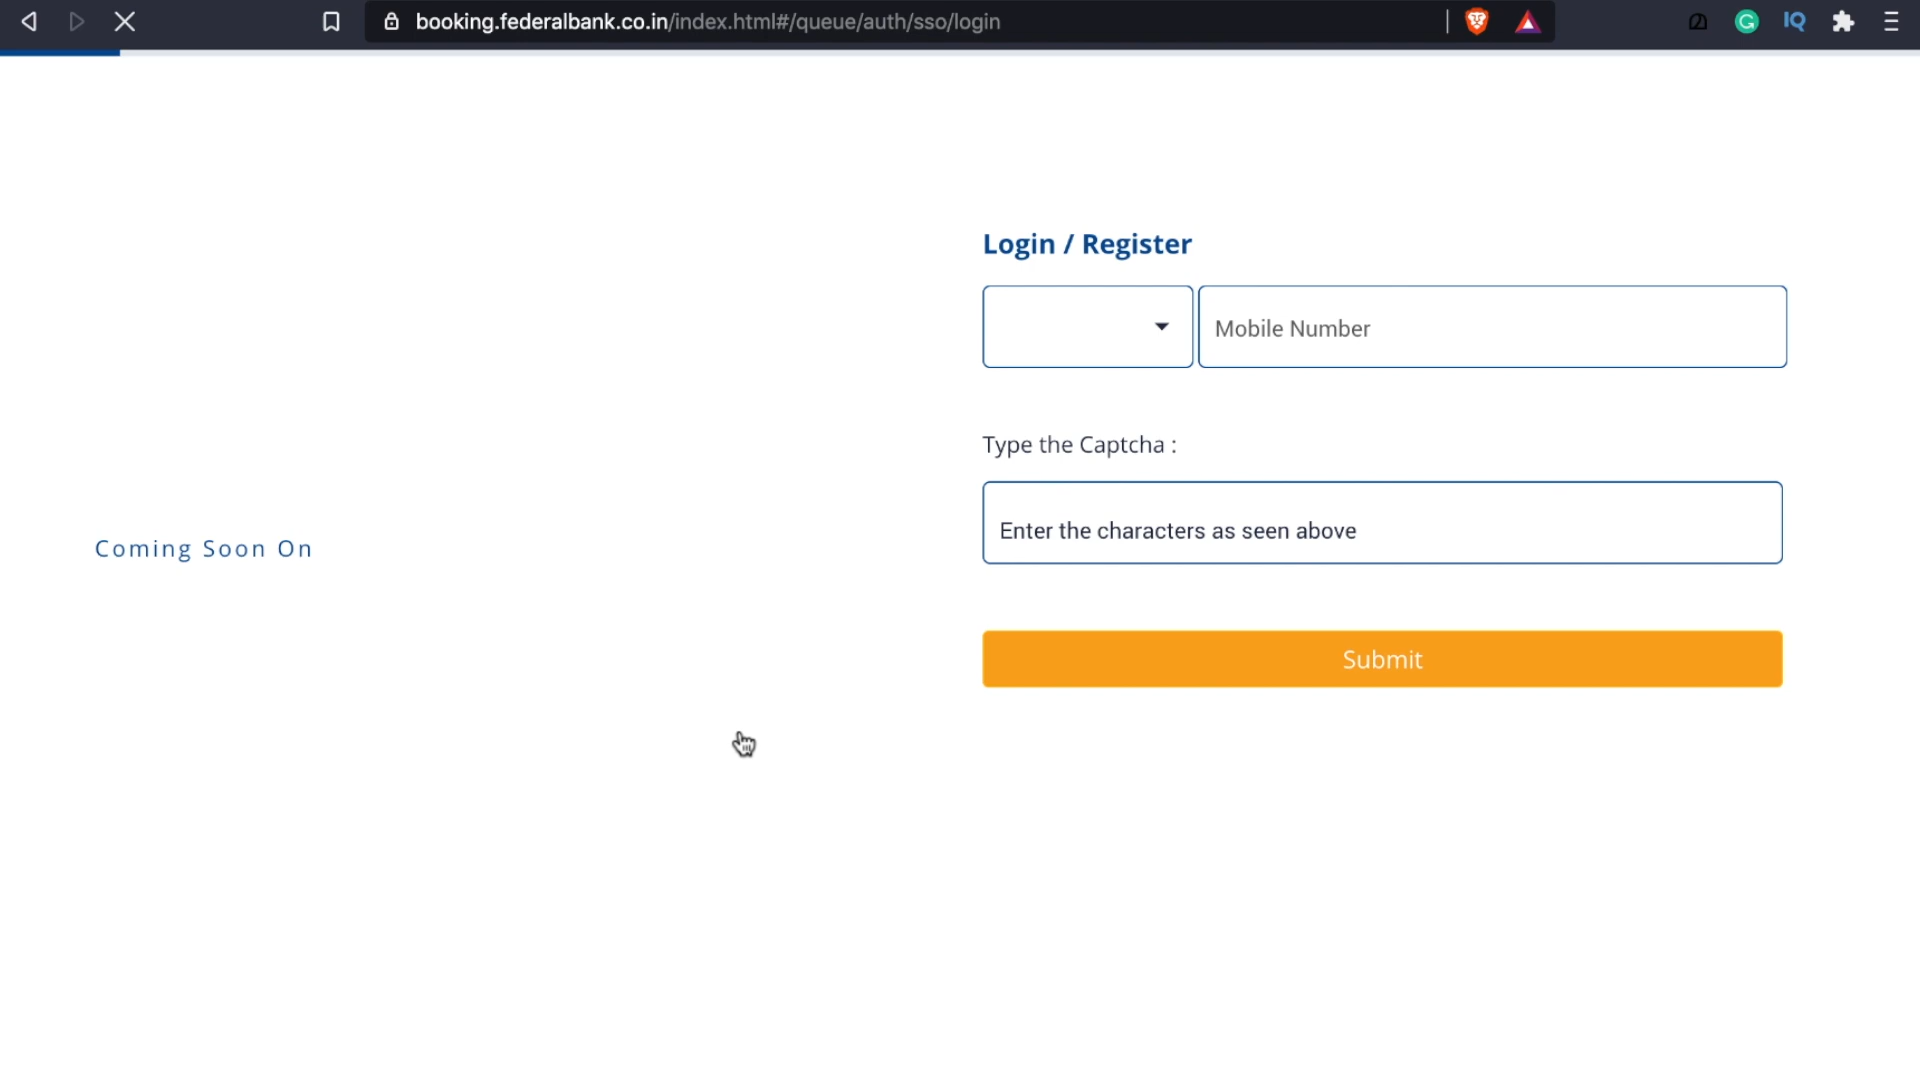 booking.federalbank.co.in/index.html#/queue/auth/sso/login
G
IQ
Login / Register
Mobile Number
Type the Captcha :
Enter the characters as seen above
Coming Soon On
Submit